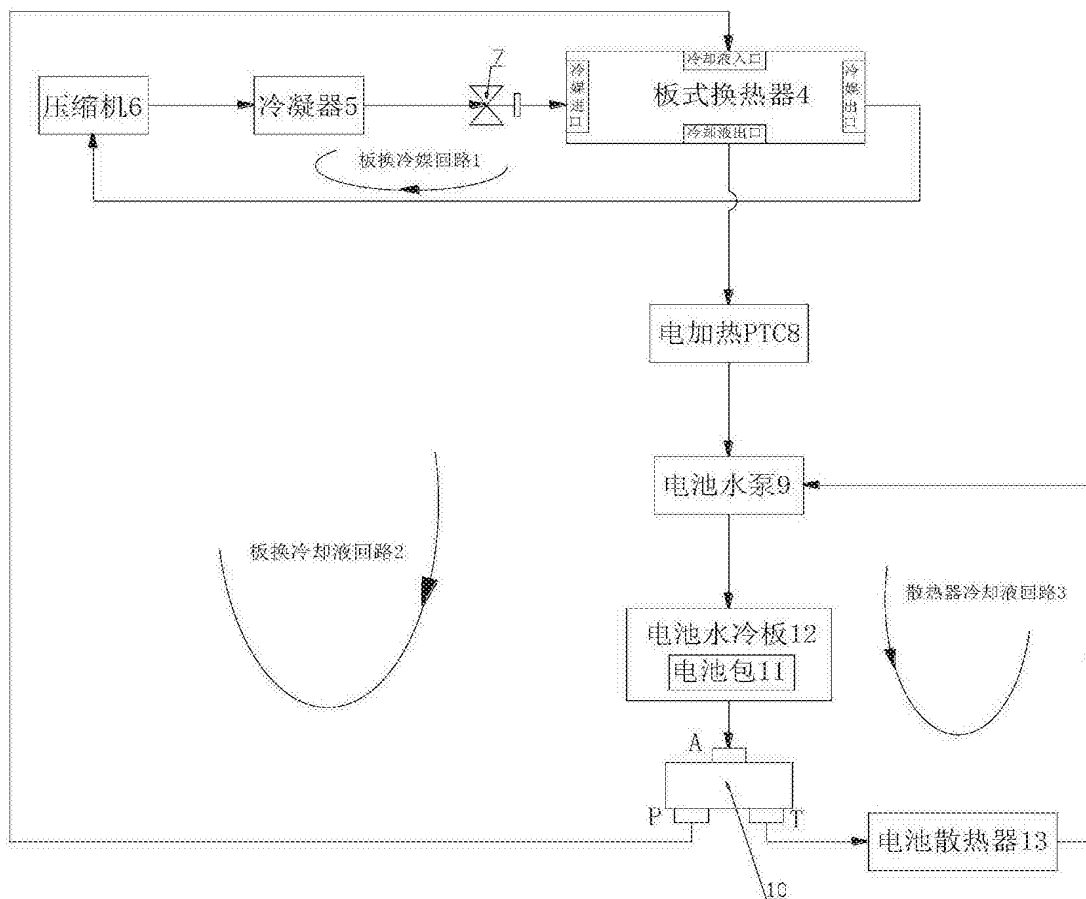 7
冷却液入口
压缩机6
冷凝器5
冷媒进口
板式换热器4
冷媒出口
冷却液出口
板换冷媒回路1
电加热PTC8
电池水泵9
板换冷却液回路2
散热器冷却液回路3
电池水冷板12
电池包11
A
P
T
电池散热器13
10